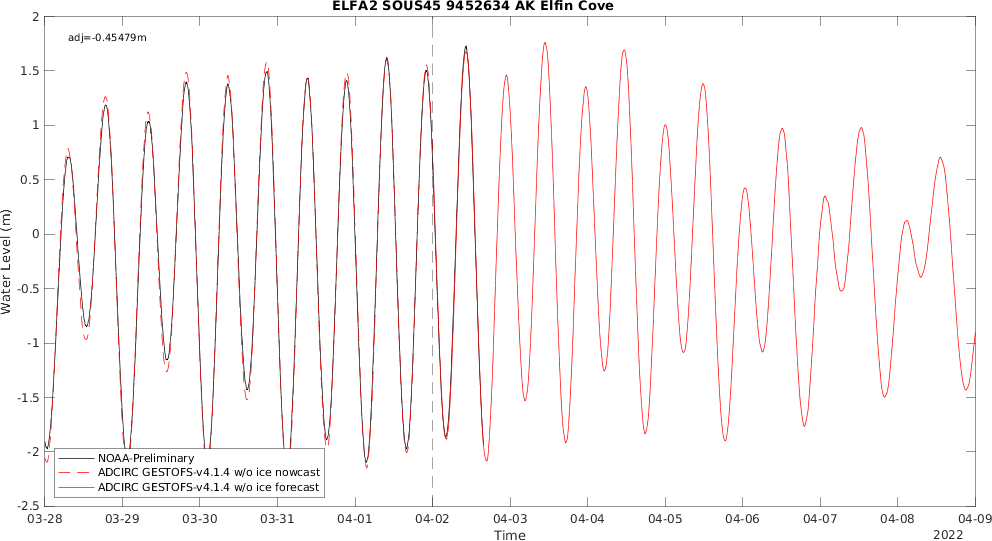 ELFA2 SOUS45 9452634 AK Elfin Cove
adj=-0.45479m
2
1.5
1
0.5
0
-0.5
-1
-1.5
-2
-2.5
Water Level (m)
NOAA-Preliminary
ADCIRC GESTOFS-v4.1.4 w/o ice nowcast
ADCIRC GESTOFS-v4.1.4 w/o ice forecast
03-28 03-29 03-30 03-31 04-01 04-02 04-03 04-04 04-05 04-06 04-07 04-08 04-09
Time
2022